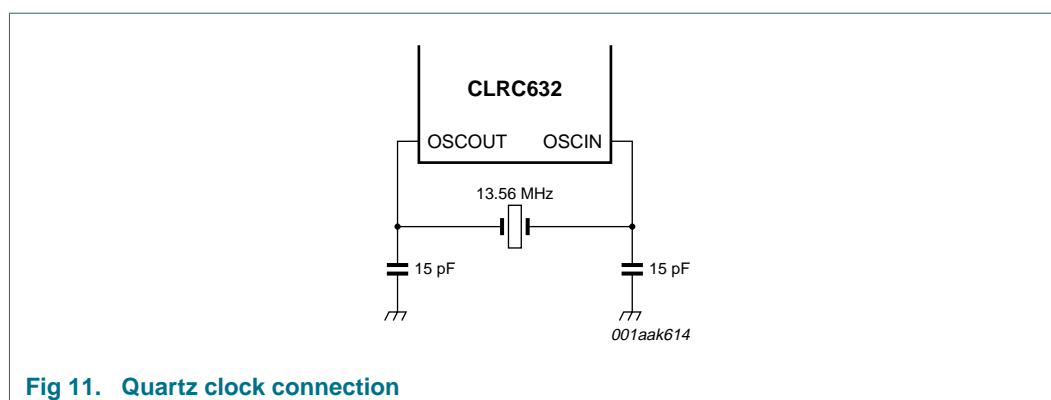 CLRC632
OSCOUT OSCIN
13.56 MHz
15 pF 15 pF
001aak614
Fig 11. Quartz clock connection